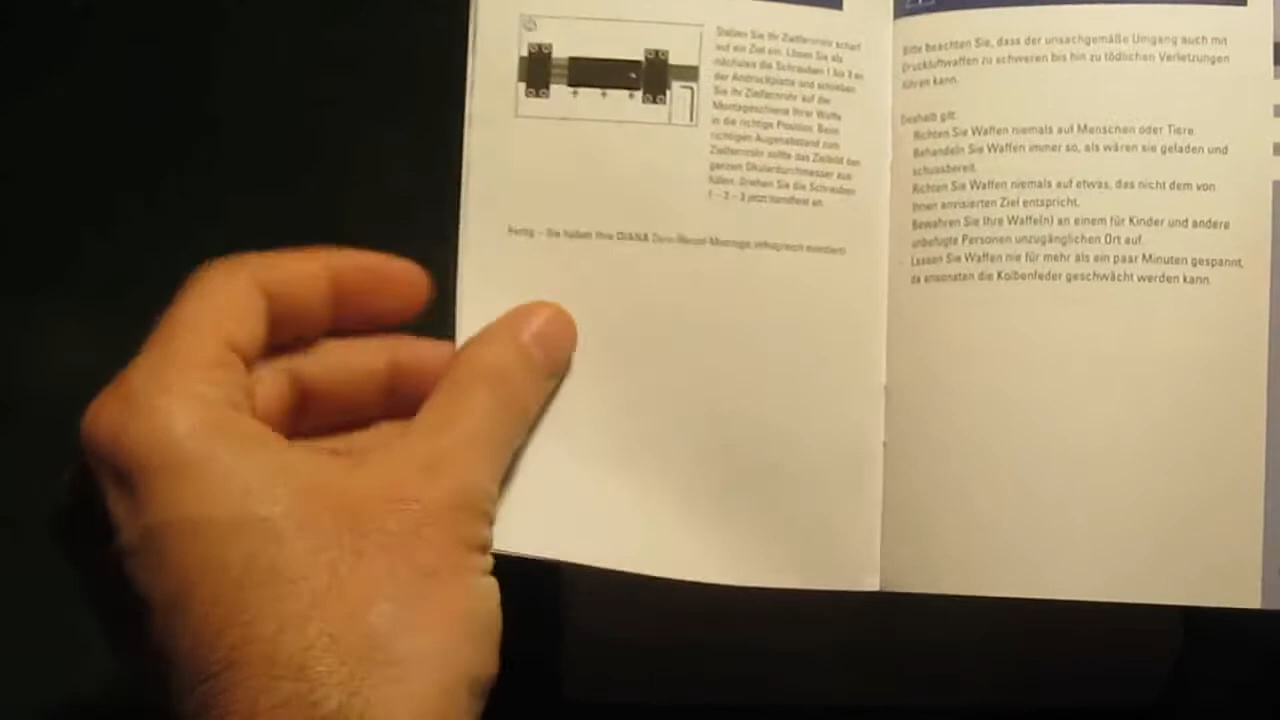 Stellen Sie Ihr Zielfernrohr scharf
auf ein Ziel ein. Lösen Sie als
nächstes die Schrauben 1 bis 3 an
der Andruckplatte und schieben
Sie Ihr Zielfernrohr auf der
Montageschiene Ihrer Waffe
in die richtige Position. Beim
richtigen Augenabstand zum
Zielfernrohr sollte das Zielbild den
ganzen Okulardurchmesser aus-
füllen. Drehen Sie die Schrauben
1 – 2 – 3 jetzt handfest an.
Fertig – Sie haben Ihre DIANA Zero-Recoil-Montage erfolgreich montiert!
Bitte beachten Sie, dass der unsachgemäße Umgang auch mit
Druckluftwaffen zu schweren bis hin zu tödlichen Verletzungen
führen kann.
Deshalb gilt:
Richten Sie Waffen niemals auf Menschen oder Tiere.
Behandeln Sie Waffen immer so, als wären sie geladen und
schussbereit.
Richten Sie Waffen niemals auf etwas, das nicht dem von
Ihnen anvisierten Ziel entspricht.
Bewahren Sie Ihre Waffe(n) an einem für Kinder und andere
unbefugte Personen unzugänglichen Ort auf.
Lassen Sie Waffen nie für mehr als ein paar Minuten gespannt,
da ansonsten die Kolbenfeder geschwächt werden kann.